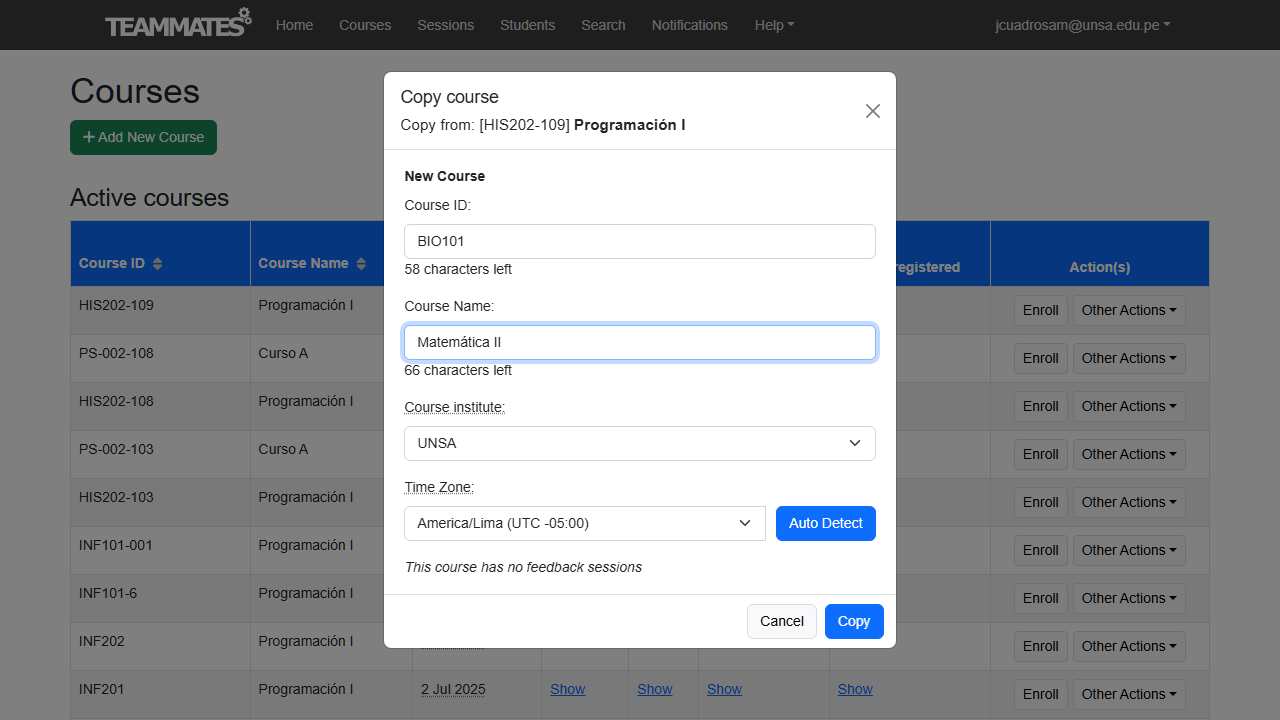 TEAMMATES Home Courses Sessions Students Search Notifications Help jcuadrosam@unsa.edu.pe
Courses
+ Add New Course
Active courses
Course ID Course Name registered Action(s)
HIS202-109 Programación I Enroll Other Actions
PS-002-108 Curso A Enroll Other Actions
HIS202-108 Programación I Enroll Other Actions
PS-002-103 Curso A Enroll Other Actions
HIS202-103 Programación I Enroll Other Actions
INF101-001 Programación I Enroll Other Actions
INF101-6 Programación I Enroll Other Actions
INF202 Programación I Enroll Other Actions
INF201 Programación I 2 Jul 2025 Show Show Show Show Enroll Other Actions
Copy course
Copy from: [HIS202-109] Programación I
New Course
Course ID:
BIO101
58 characters left
Course Name:
Matemática II
66 characters left
Course institute:
UNSA
Time Zone:
America/Lima (UTC -05:00) Auto Detect
This course has no feedback sessions
Cancel Copy